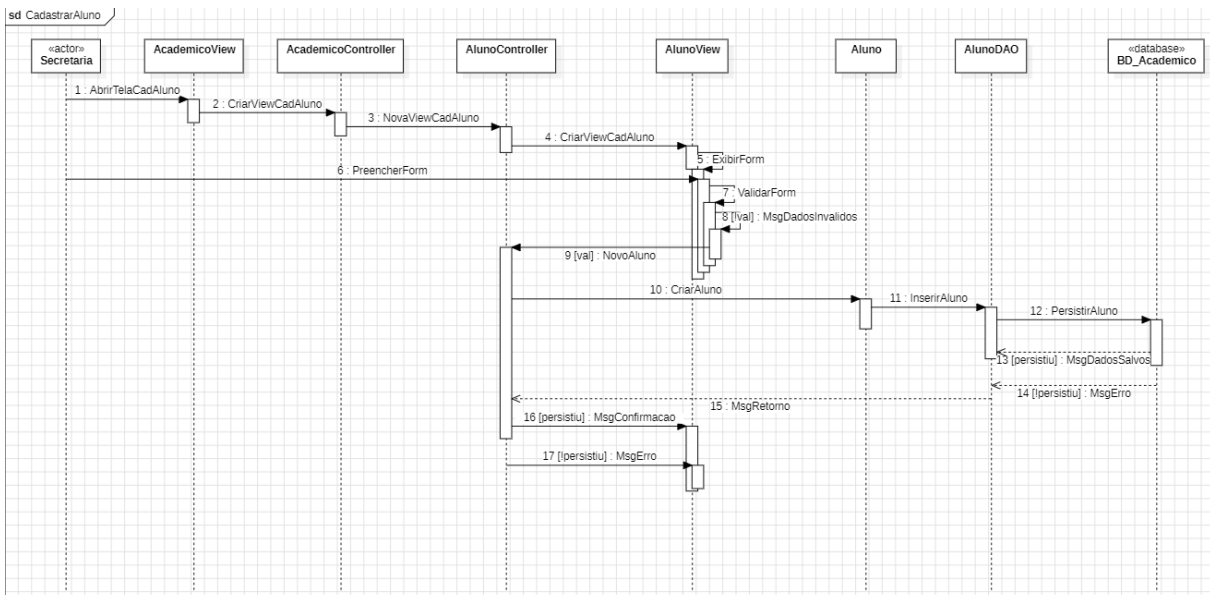 sd CadastrarAluno
«actor»
Secretaria
AcademicoView
AcademicoController
AlunoController
AlunoView
Aluno
AlunoDAO
«database»
BD_Academico
1 : AbrirTelaCadAluno
2 : CriarViewCadAluno
3 : NovaViewCadAluno
4 : CriarViewCadAluno
5 : ExibirForm
6 : PreencherForm
7 : ValidarForm
8 [!val] : MsgDadosInvalidos
9 [val] : NovoAluno
10 : CriarAluno
11 : InserirAluno
12 : PersistirAluno
13 [persistiu] : MsgDadosSalvos
14 [!persistiu] : MsgErro
15 : MsgRetorno
16 [persistiu] : MsgConfirmacao
17 [!persistiu] : MsgErro